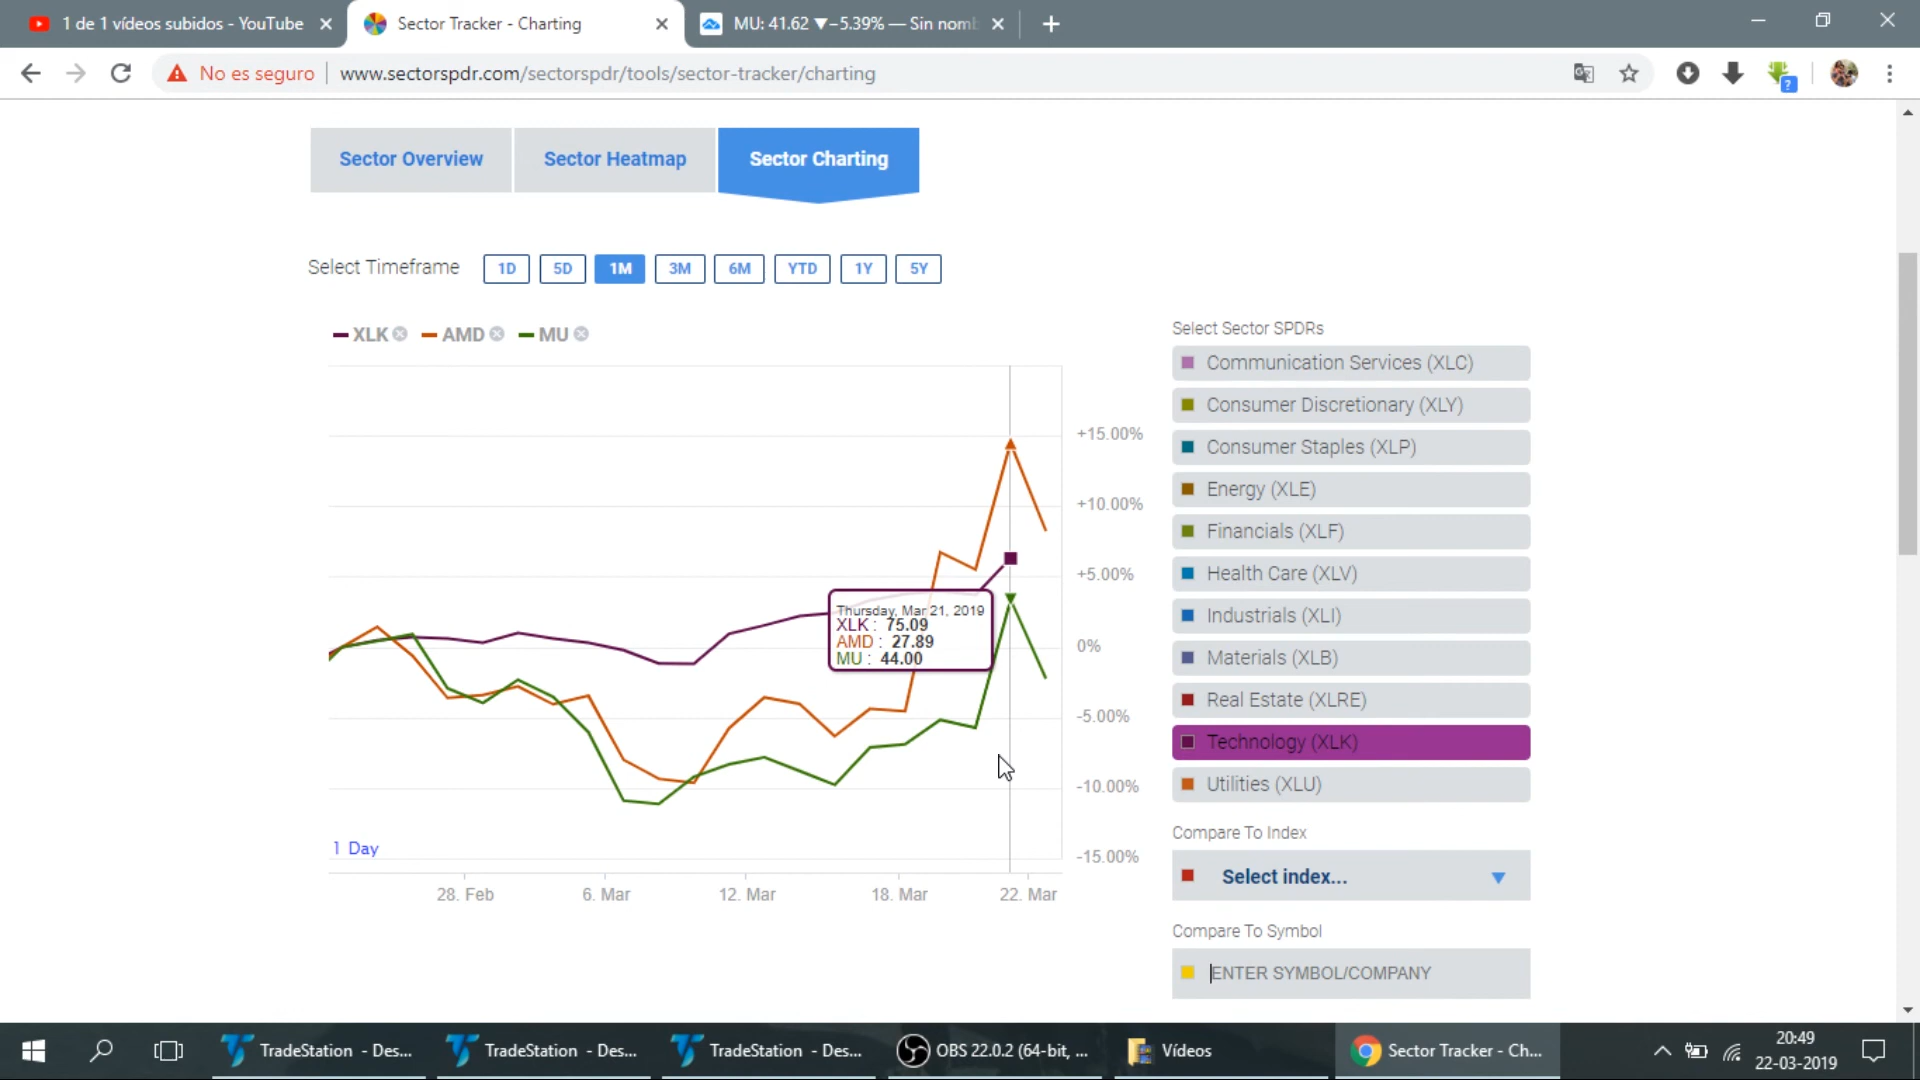 1 de 1 vídeos subidos - YouTube
Sector Tracker - Charting
MU: 41.62 ▼−5.39% — Sin nomb
No es seguro
www.sectorspdr.com/sectorspdr/tools/sector-tracker/charting
?
Sector Overview
Sector Heatmap
Sector Charting
Select Timeframe
1D
5D
1M
3M
6M
YTD
1Y
5Y
XLK
AMD
MU
+15.00%
+10.00%
+5.00%
0%
-5.00%
-10.00%
-15.00%
Thursday, Mar 21, 2019
XLK : 75.09
AMD : 27.89
MU : 44.00
1 Day
28. Feb
6. Mar
12. Mar
18. Mar
22. Mar
Select Sector SPDRs
Communication Services (XLC)
Consumer Discretionary (XLY)
Consumer Staples (XLP)
Energy (XLE)
Financials (XLF)
Health Care (XLV)
Industrials (XLI)
Materials (XLB)
Real Estate (XLRE)
Technology (XLK)
Utilities (XLU)
Compare To Index
Select index...
Compare To Symbol
ENTER SYMBOL/COMPANY
TradeStation - Des...
TradeStation - Des...
TradeStation - Des...
OBS 22.0.2 (64-bit, ...
Vídeos
Sector Tracker - Ch...
20:49
22-03-2019